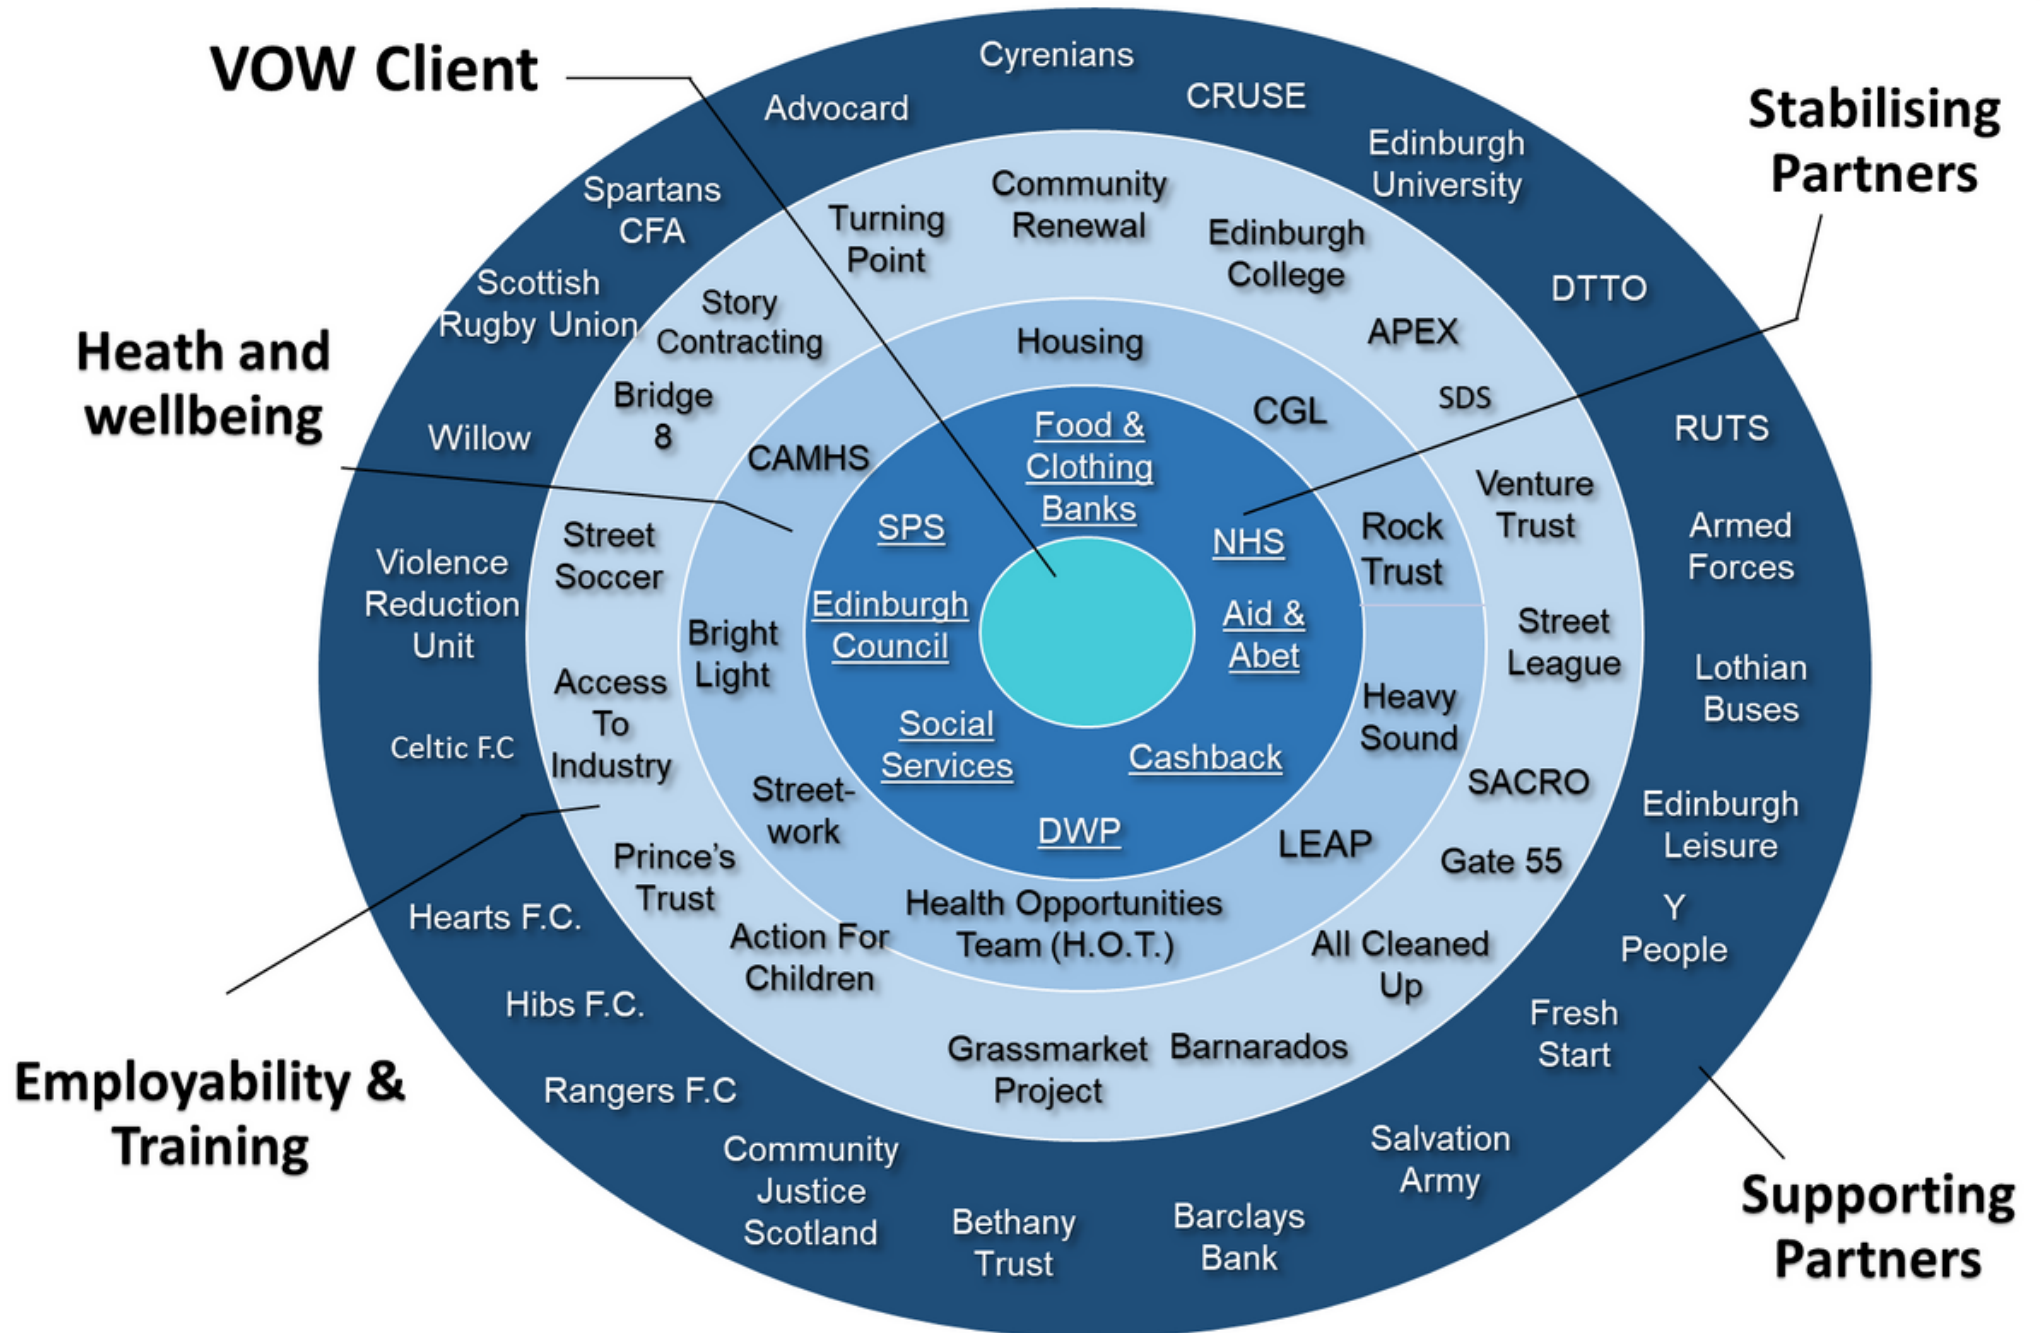 VOW Client
Stabilising
Partners
Heath and
wellbeing
Employability &
Training
Supporting
Partners
Cyrenians
CRUSE
Edinburgh
University
DTTO
RUTS
Armed
Forces
Lothian
Buses
Edinburgh
Leisure
Y
People
Fresh
Start
Salvation
Army
Barclays
Bank
Bethany
Trust
Community
Justice
Scotland
Rangers F.C
Hibs F.C.
Hearts F.C.
Celtic F.C
Violence
Reduction
Unit
Willow
Scottish
Rugby Union
Spartans
CFA
Advocard
Community
Renewal
Edinburgh
College
APEX
SDS
Venture
Trust
Street
League
SACRO
Gate 55
All Cleaned
Up
Barnarados
Grassmarket
Project
Action For
Children
Prince's
Trust
Access
To
Industry
Street
Soccer
Bridge
8
Story
Contracting
Turning
Point
Housing
CGL
Rock
Trust
Heavy
Sound
LEAP
Health Opportunities
Team (H.O.T.)
Street-
work
Bright
Light
CAMHS
Food &
Clothing
Banks
NHS
Aid &
Abet
Cashback
DWP
Social
Services
Edinburgh
Council
SPS